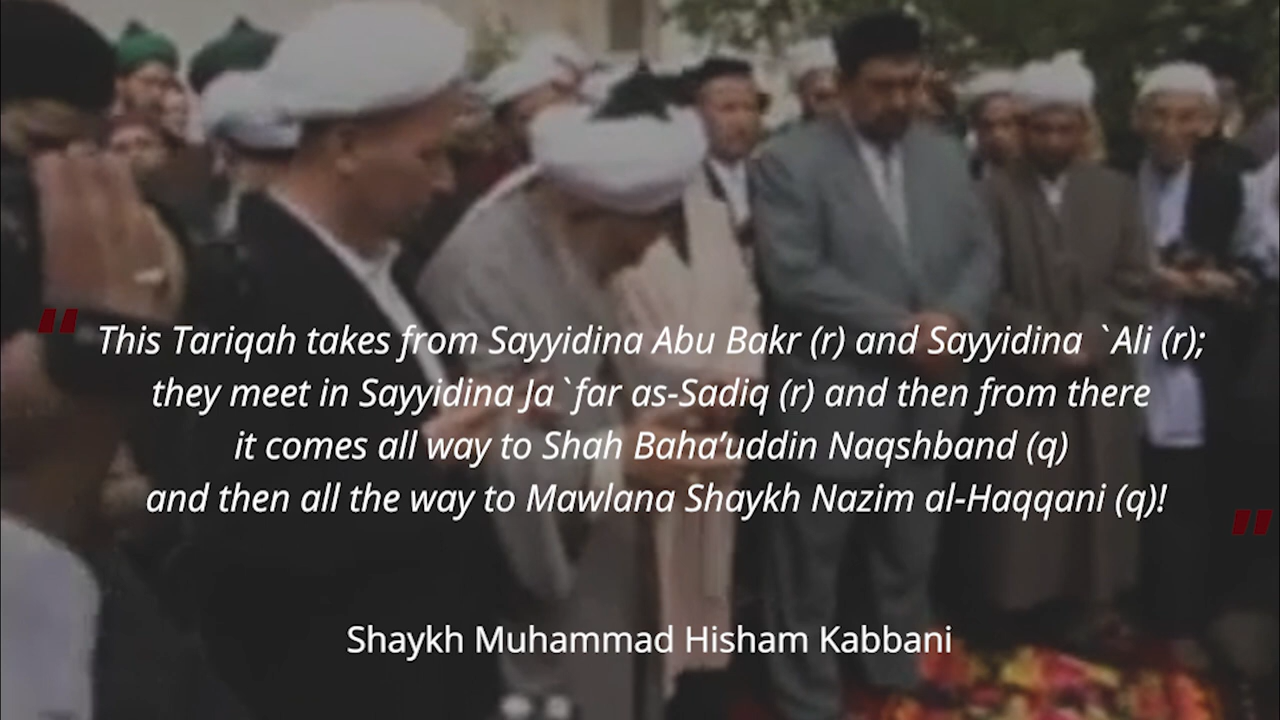 "This Tariqah takes from Sayyidina Abu Bakr (r) and Sayyidina `Ali (r);
they meet in Sayyidina Ja`far as-Sadiq (r) and then from there
it comes all way to Shah Baha’uddin Naqshband (q)
and then all the way to Mawlana Shaykh Nazim al-Haqqani (q)!"
Shaykh Muhammad Hisham Kabbani